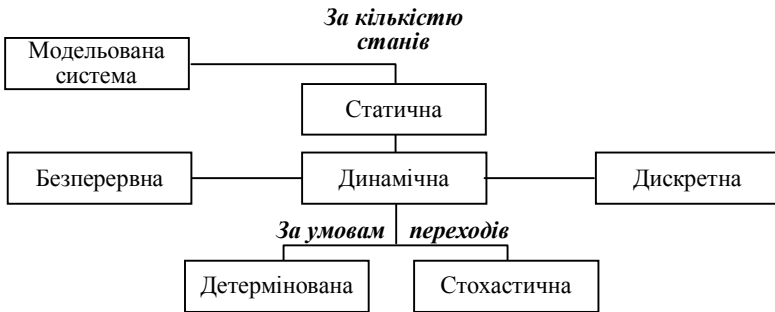 За кількістю
станів
Модельована
система
Статична
Безперервна
Динамічна
Дискретна
За умовам переходів
Детермінована
Стохастична